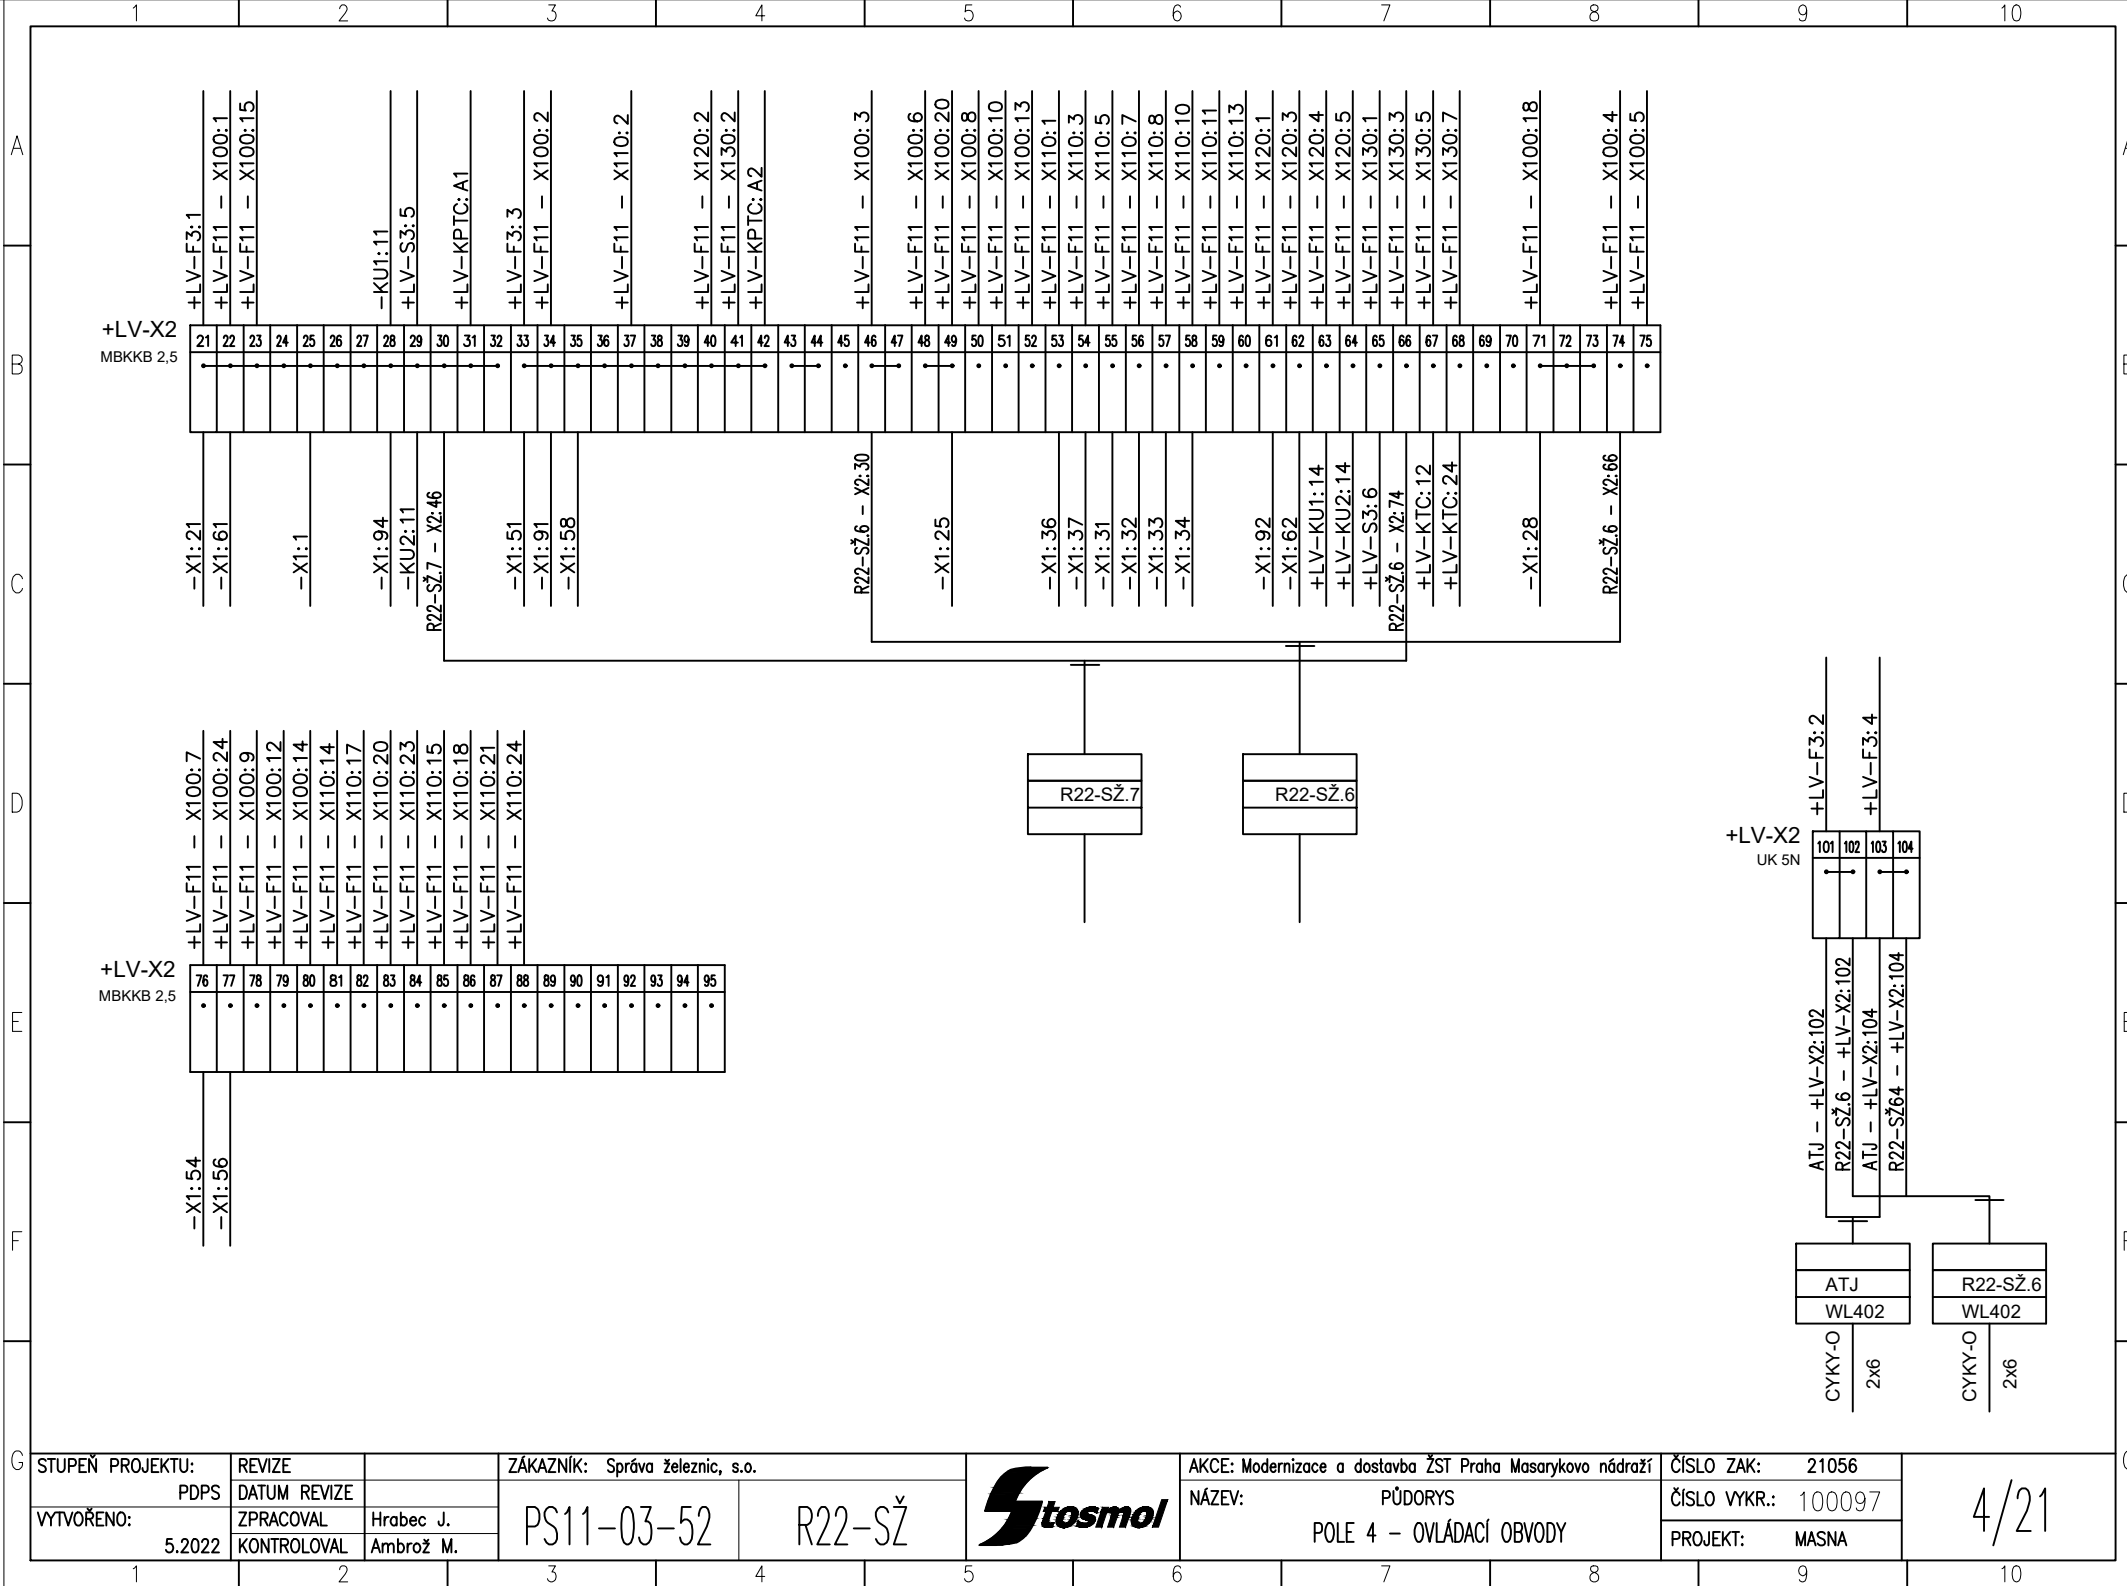 1 2 3 4 5 6 7 8 9 10
A
B
C
D
E
F
G
+LV-F3:1
+LV-F11 - X100:1
+LV-F11 - X100:15
-KU1:11
+LV-S3:5
+LV-KPTC:A1
+LV-F3:3
+LV-F11 - X100:2
+LV-F11 - X110:2
+LV-F11 - X120:2
+LV-F11 - X130:2
+LV-KPTC:A2
+LV-F11 - X100:3
+LV-F11 - X100:6
+LV-F11 - X100:20
+LV-F11 - X100:8
+LV-F11 - X100:10
+LV-F11 - X100:13
+LV-F11 - X110:1
+LV-F11 - X110:3
+LV-F11 - X110:5
+LV-F11 - X110:7
+LV-F11 - X110:8
+LV-F11 - X110:10
+LV-F11 - X110:11
+LV-F11 - X110:13
+LV-F11 - X120:1
+LV-F11 - X120:3
+LV-F11 - X120:4
+LV-F11 - X120:5
+LV-F11 - X130:1
+LV-F11 - X130:3
+LV-F11 - X130:5
+LV-F11 - X130:7
+LV-F11 - X100:18
+LV-F11 - X100:4
+LV-F11 - X100:5
+LV-X2
MBKKB 2,5
21 22 23 24 25 26 27 28 29 30 31 32 33 34 35 36 37 38 39 40 41 42 43 44 45 46 47 48 49 50 51 52 53 54 55 56 57 58 59 60 61 62 63 64 65 66 67 68 69 70 71 72 73 74 75
-X1:21
-X1:61
-X1:1
-X1:94
-KU2:11
R22-SŽ.7 - X2:46
-X1:51
-X1:91
-X1:58
R22-SŽ.6 - X2:30
-X1:25
-X1:36
-X1:37
-X1:31
-X1:32
-X1:33
-X1:34
-X1:92
-X1:62
+LV-KU1:14
+LV-KU2:14
+LV-S3:6
R22-SŽ.6 - X2:74
+LV-KTC:12
+LV-KTC:24
-X1:28
R22-SŽ.6 - X2:66
R22-SŽ.7
R22-SŽ.6
+LV-F11 - X100:7
+LV-F11 - X100:24
+LV-F11 - X100:9
+LV-F11 - X100:12
+LV-F11 - X100:14
+LV-F11 - X110:14
+LV-F11 - X110:17
+LV-F11 - X110:20
+LV-F11 - X110:23
+LV-F11 - X110:15
+LV-F11 - X110:18
+LV-F11 - X110:21
+LV-F11 - X110:24
+LV-X2
MBKKB 2,5
76 77 78 79 80 81 82 83 84 85 86 87 88 89 90 91 92 93 94 95
-X1:54
-X1:56
+LV-F3:2
+LV-F3:4
+LV-X2
UK 5N
101 102 103 104
ATJ - +LV-X2:102
R22-SŽ.6 - +LV-X2:102
ATJ - +LV-X2:104
R22-SŽ64 - +LV-X2:104
ATJ
WL402
R22-SŽ.6
WL402
CYKY-O
2x6
CYKY-O
2x6
STUPEŇ PROJEKTU:
PDPS
VYTVOŘENO:
5.2022
REVIZE
DATUM REVIZE
ZPRACOVAL Hrabec J.
KONTROLOVAL Ambrož M.
ZÁKAZNÍK: Správa železnic, s.o.
PS11-03-52
R22-SŽ
Stosmol
AKCE: Modernizace a dostavba ŽST Praha Masarykovo nádraží
NÁZEV: PŮDORYS
POLE 4 - OVLÁDACÍ OBVODY
ČÍSLO ZAK: 21056
ČÍSLO VYKR.: 100097
PROJEKT: MASNA
4/21
1 2 3 4 5 6 7 8 9 10